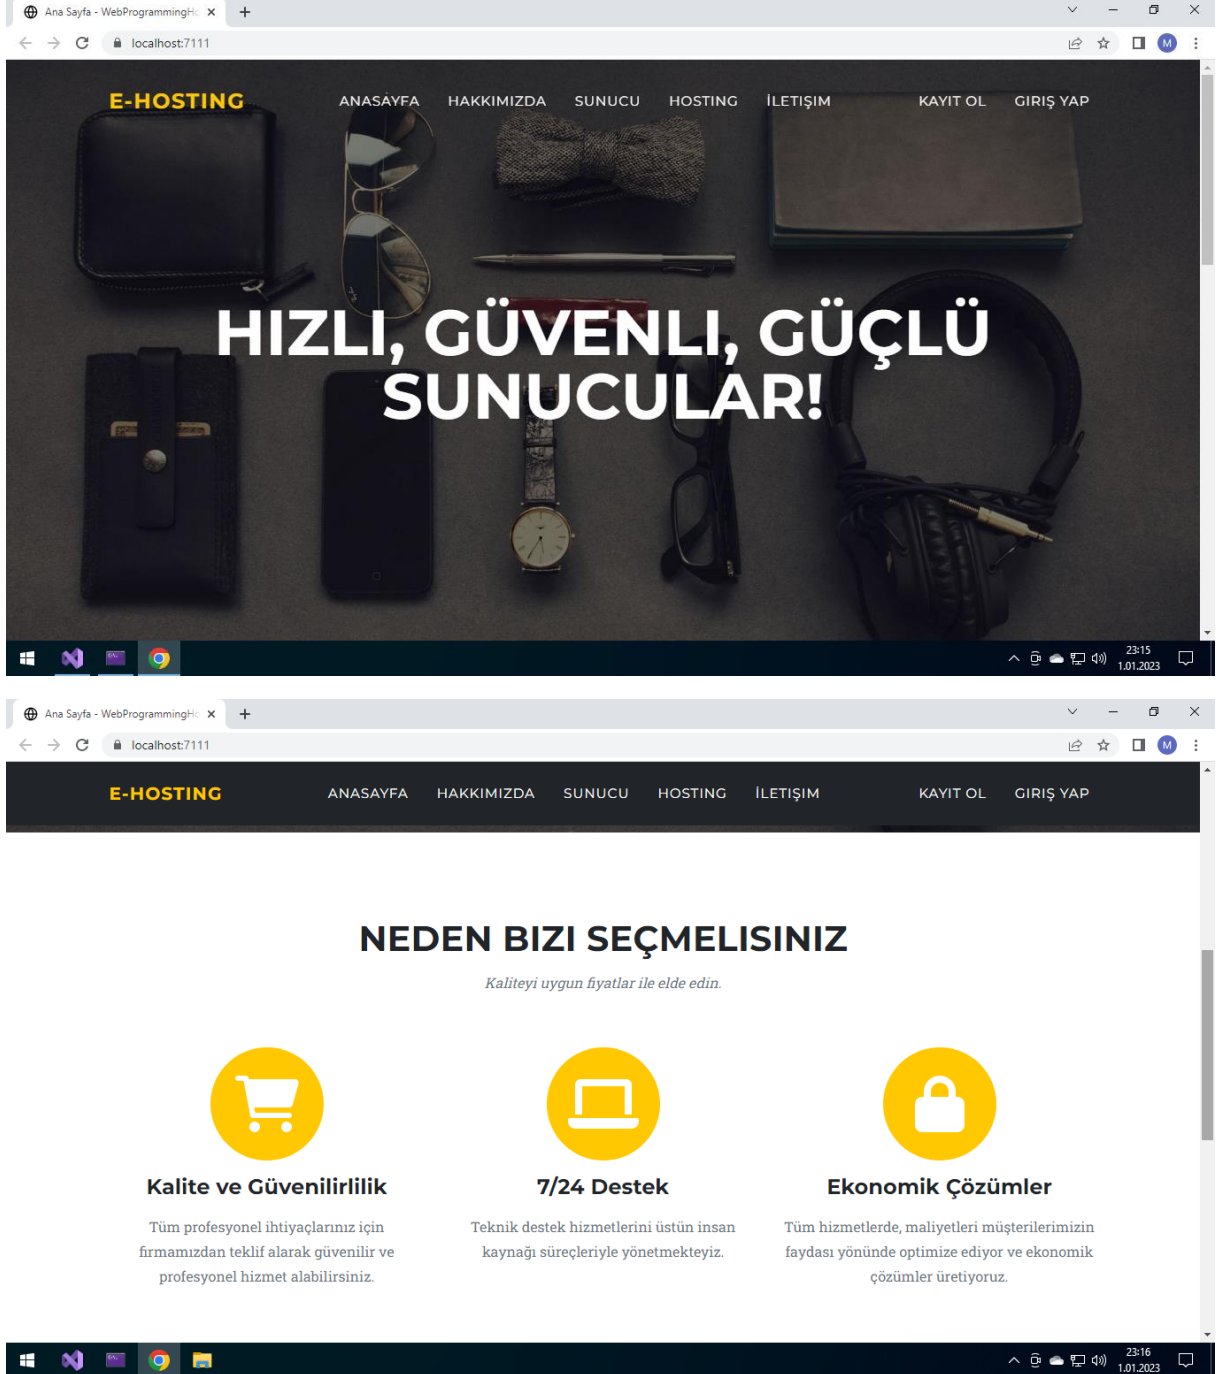 Ana Sayfa - WebProgrammingHo
localhost:7111
M
E-HOSTING
ANASAYFA
HAKKIMIZDA
SUNUCU
HOSTING
İLETIŞIM
KAYIT OL
GIRIŞ YAP
HIZLI, GÜVENLI, GÜÇLÜ
SUNUCULAR!
23:15
1.01.2023
Ana Sayfa - WebProgrammingHo
localhost:7111
M
E-HOSTING
ANASAYFA
HAKKIMIZDA
SUNUCU
HOSTING
İLETIŞIM
KAYIT OL
GIRIŞ YAP
NEDEN BIZI SEÇMELISINIZ
Kaliteyi uygun fiyatlar ile elde edin.
Kalite ve Güvenilirlilik
Tüm profesyonel ihtiyaçlarınız için
firmamızdan teklif alarak güvenilir ve
profesyonel hizmet alabilirsiniz.
7/24 Destek
Teknik destek hizmetlerini üstün insan
kaynağı süreçleriyle yönetmekteyiz.
Ekonomik Çözümler
Tüm hizmetlerde, maliyetleri müşterilerimizin
faydası yönünde optimize ediyor ve ekonomik
çözümler üretiyoruz.
23:16
1.01.2023